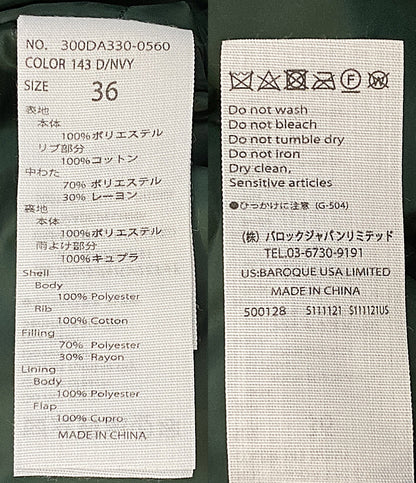 NO. 300DA330-0560
COLOR 143 D/NVY
SIZE 36
表地
本体
100%ポリエステル
リブ部分
100%コットン
中わた
70% ポリエステル
30% レーヨン
裏地
本体
100%ポリエステル
雨よけ部分
100%キュプラ
Shell
Body
100% Polyester
Rib
100% Cotton
Filling
70% Polyester
30% Rayon
Lining
Body
100% Polyester
Flap
100% Cupro
MADE IN CHINA
F W
Do not wash
Do not bleach
Do not tumble dry
Do not iron
Dry clean,
Sensitive articles
●ひっかけに注意 (G-504)
(株) バロックジャパンリミテッド
TEL.03-6730-9191
US:BAROQUE USA LIMITED
MADE IN CHINA
500128 S111121 S111121US